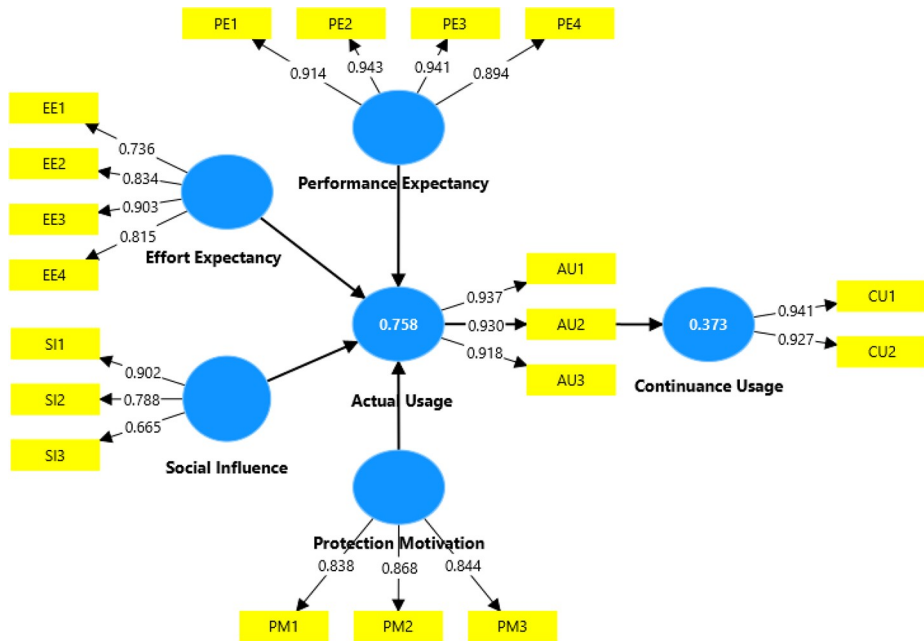 PE1
PE2
PE3
PE4
0.914
0.943
0.941
0.894
Performance Expectancy
EE1
EE2
EE3
EE4
0.736
0.834
0.903
0.815
Effort Expectancy
SI1
SI2
SI3
0.902
0.788
0.665
Social Influence
0.758
Actual Usage
0.937
0.930
0.918
AU1
AU2
AU3
0.373
Continuance Usage
0.941
0.927
CU1
CU2
Protection Motivation
0.838
0.868
0.844
PM1
PM2
PM3